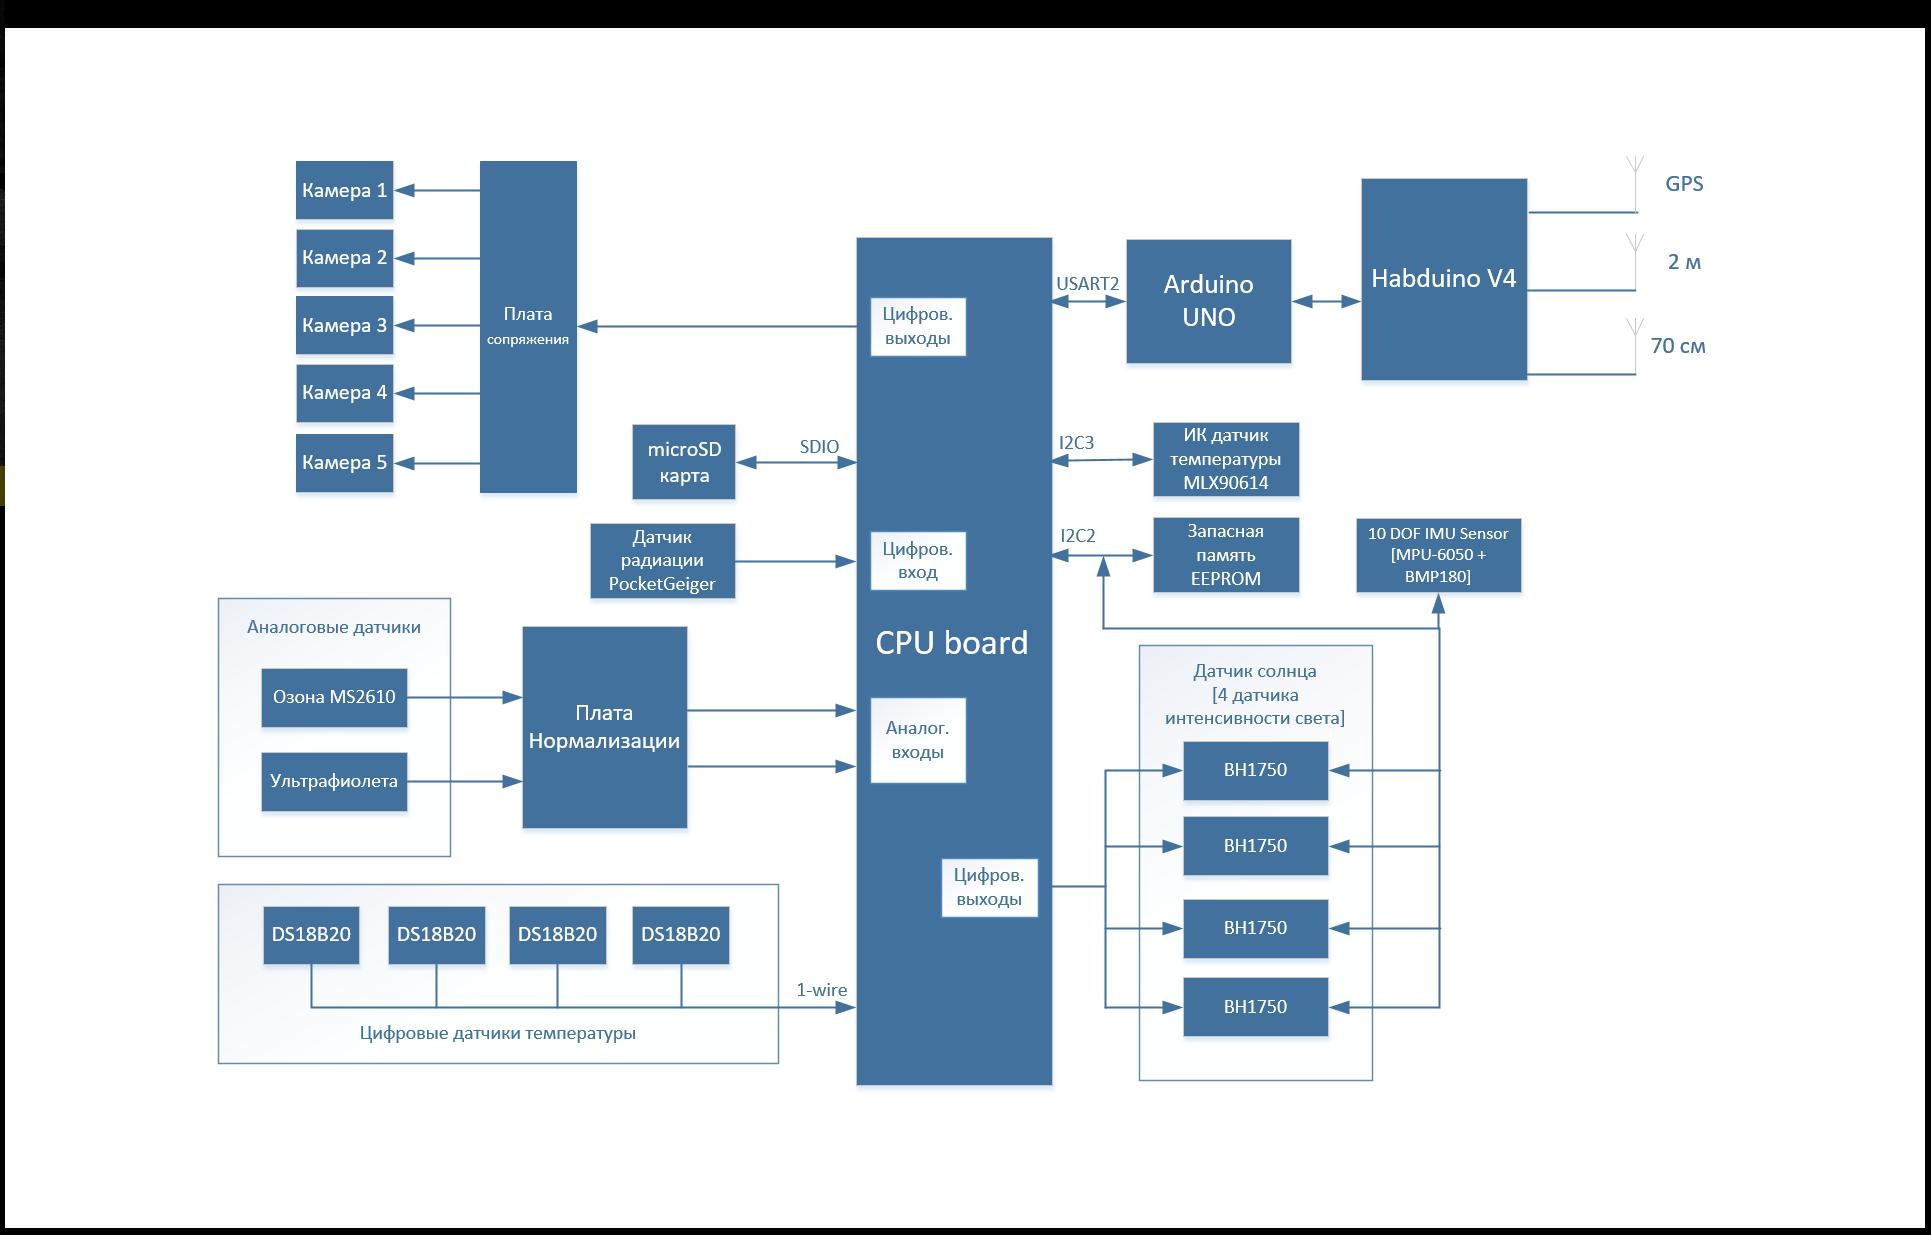 Камера 1
Камера 2
Камера 3
Камера 4
Камера 5
Плата
сопряжения
Цифров.
выходы
USART2
Arduino
UNO
Habduino V4
GPS
2 м
70 см
microSD
карта
SDIO
I2C3
ИК датчик
температуры
MLX90614
Датчик
радиации
PocketGeiger
Цифров.
вход
I2C2
Запасная
память
EEPROM
10 DOF IMU Sensor
[MPU-6050 +
BMP180]
CPU board
Аналоговые датчики
Озона MS2610
Ультрафиолета
Плата
Нормализации
Аналог.
входы
Датчик солнца
[4 датчика
интенсивности света]
BH1750
BH1750
BH1750
BH1750
Цифров.
выходы
DS18B20
DS18B20
DS18B20
DS18B20
1-wire
Цифровые датчики температуры